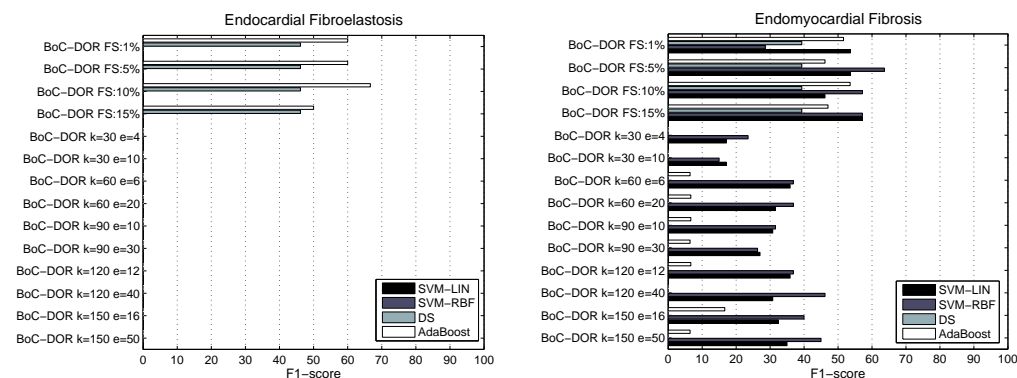 Endocardial Fibroelastosis
BoC−DOR FS:1%
BoC−DOR FS:5%
BoC−DOR FS:10%
BoC−DOR FS:15%
BoC−DOR k=30 e=4
BoC−DOR k=30 e=10
BoC−DOR k=60 e=6
BoC−DOR k=60 e=20
BoC−DOR k=90 e=10
BoC−DOR k=90 e=30
BoC−DOR k=120 e=12
BoC−DOR k=120 e=40
BoC−DOR k=150 e=16
BoC−DOR k=150 e=50
SVM−LIN
SVM−RBF
DS
AdaBoost
0 10 20 30 40 50 60 70 80 90 100
F1−score
Endomyocardial Fibrosis
BoC−DOR FS:1%
BoC−DOR FS:5%
BoC−DOR FS:10%
BoC−DOR FS:15%
BoC−DOR k=30 e=4
BoC−DOR k=30 e=10
BoC−DOR k=60 e=6
BoC−DOR k=60 e=20
BoC−DOR k=90 e=10
BoC−DOR k=90 e=30
BoC−DOR k=120 e=12
BoC−DOR k=120 e=40
BoC−DOR k=150 e=16
BoC−DOR k=150 e=50
SVM−LIN
SVM−RBF
DS
AdaBoost
0 10 20 30 40 50 60 70 80 90 100
F1−score